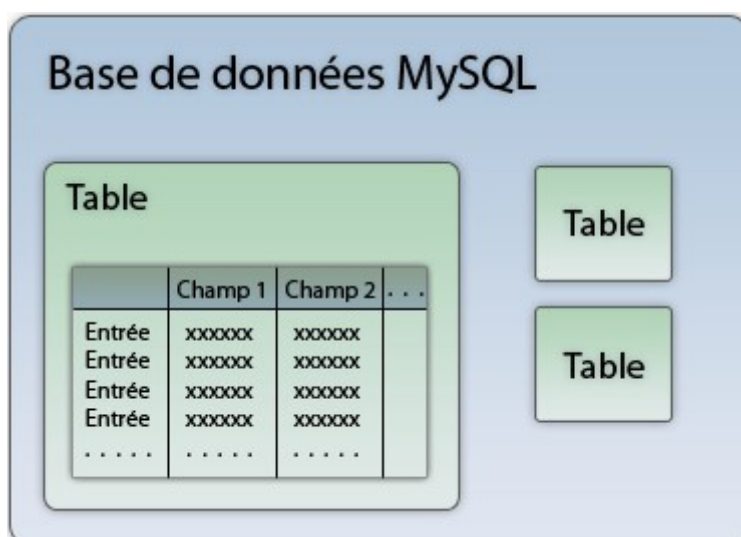 Base de données MySQL
Table
Champ 1 Champ 2 . . .
Entrée xxxxxx xxxxxx
Entrée xxxxxx xxxxxx
Entrée xxxxxx xxxxxx
Entrée xxxxxx xxxxxx
. . . . . . . . . . . . . . .
Table
Table